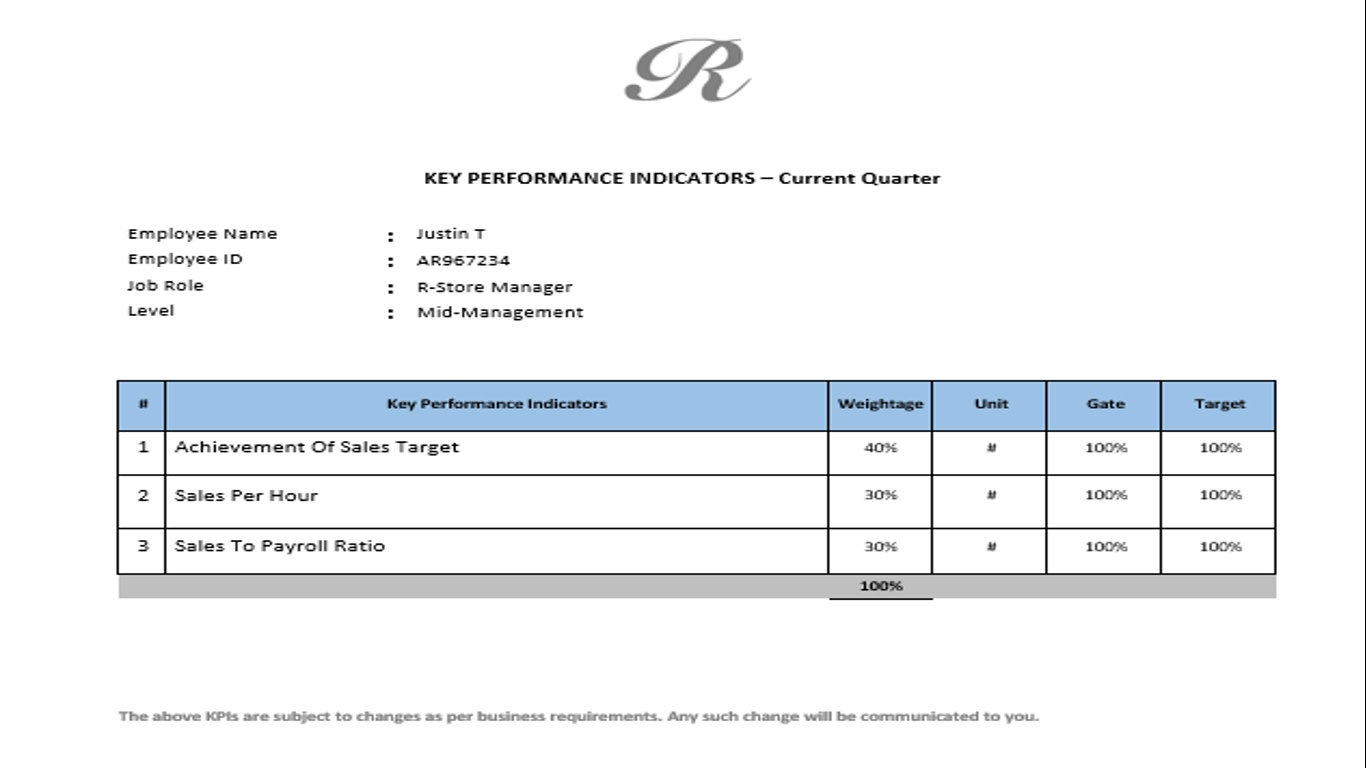 R
KEY PERFORMANCE INDICATORS – Current Quarter
Employee Name : Justin T
Employee ID : AR967234
Job Role : R-Store Manager
Level : Mid-Management
# Key Performance Indicators Weightage Unit Gate Target
1 Achievement Of Sales Target 40% # 100% 100%
2 Sales Per Hour 30% # 100% 100%
3 Sales To Payroll Ratio 30% # 100% 100%
100%
The above KPIs are subject to changes as per business requirements. Any such change will be communicated to you.